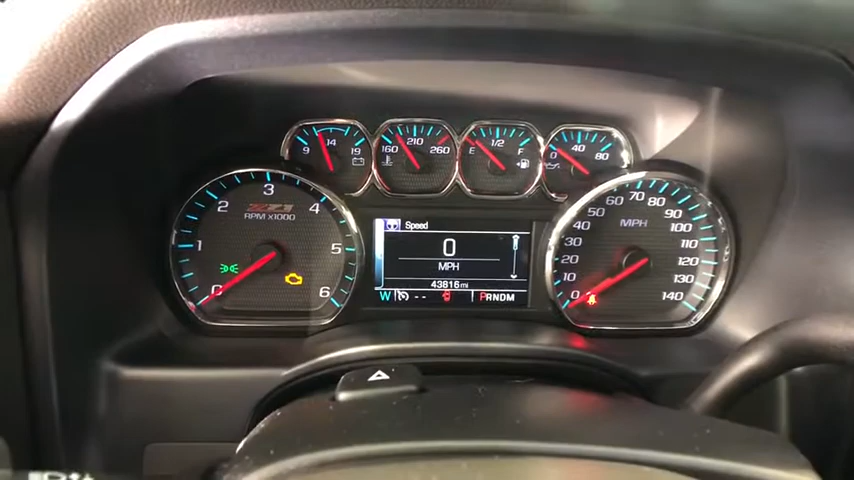 9 14 19
160 210 260
E 1/2 F
0 40 80
Z71
RPM X1000
0 1 2 3 4 5 6
Speed
0
MPH
43816 mi
W -- PRNDM
MPH
0 10 20 30 40 50 60 70 80 90 100 110 120 130 140